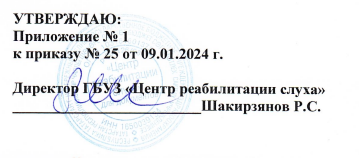 УТВЕРЖДАЮ:
Приложение № 1
к приказу № 25 от 09.01.2024 г.
Директор ГБУЗ «Центр реабилитации слуха»
Шакирзянов Р.С.